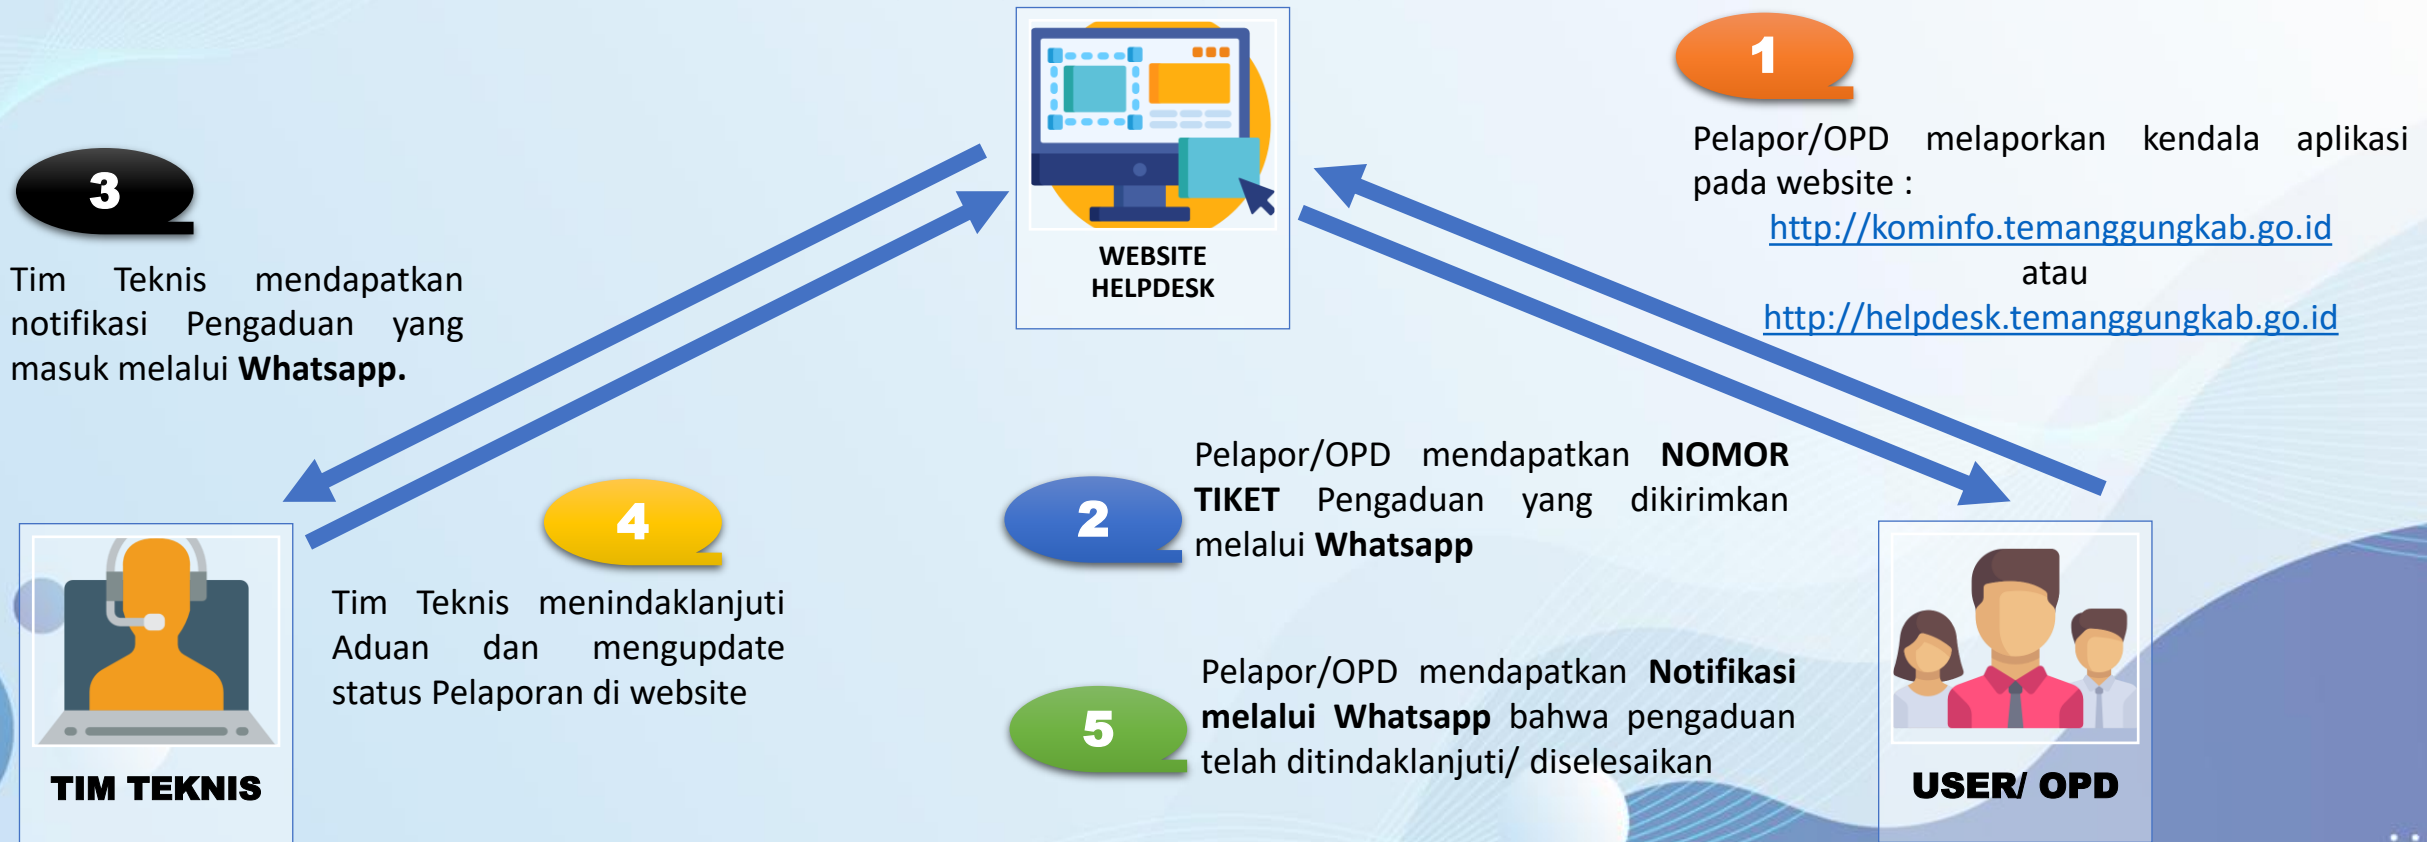 1
Pelapor/OPD melaporkan kendala aplikasi
pada website :
http://kominfo.temanggungkab.go.id
atau
http://helpdesk.temanggungkab.go.id
WEBSITE
HELPDESK
2
Pelapor/OPD mendapatkan NOMOR
TIKET Pengaduan yang dikirimkan
melalui Whatsapp
3
Tim Teknis mendapatkan
notifikasi Pengaduan yang
masuk melalui Whatsapp.
4
Tim Teknis menindaklanjuti
Aduan dan mengupdate
status Pelaporan di website
5
Pelapor/OPD mendapatkan Notifikasi
melalui Whatsapp bahwa pengaduan
telah ditindaklanjuti/ diselesaikan
TIM TEKNIS
USER/ OPD